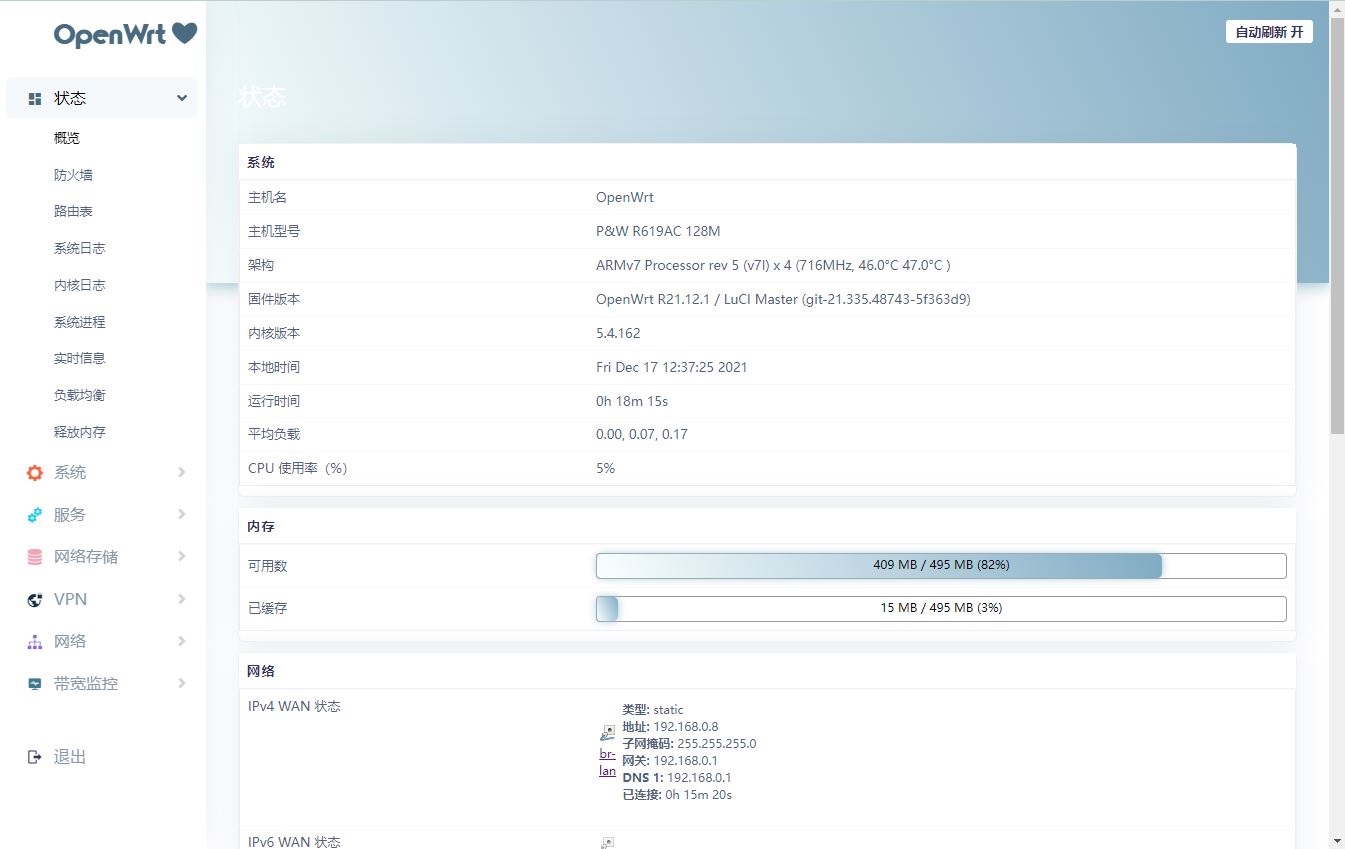 OpenWrt
自动刷新 开
状态
概览
防火墙
路由表
系统日志
内核日志
系统进程
实时信息
负载均衡
释放内存
系统
服务
网络存储
VPN
网络
带宽监控
退出
状态
系统
主机名 OpenWrt
主机型号 P&W R619AC 128M
架构 ARMv7 Processor rev 5 (v7l) x 4 (716MHz, 46.0°C 47.0°C )
固件版本 OpenWrt R21.12.1 / LuCI Master (git-21.335.48743-5f363d9)
内核版本 5.4.162
本地时间 Fri Dec 17 12:37:25 2021
运行时间 0h 18m 15s
平均负载 0.00, 0.07, 0.17
CPU 使用率（%） 5%
内存
可用数 409 MB / 495 MB (82%)
已缓存 15 MB / 495 MB (3%)
网络
IPv4 WAN 状态
br-
lan
类型: static
地址: 192.168.0.8
子网掩码: 255.255.255.0
网关: 192.168.0.1
DNS 1: 192.168.0.1
已连接: 0h 15m 20s
IPv6 WAN 状态